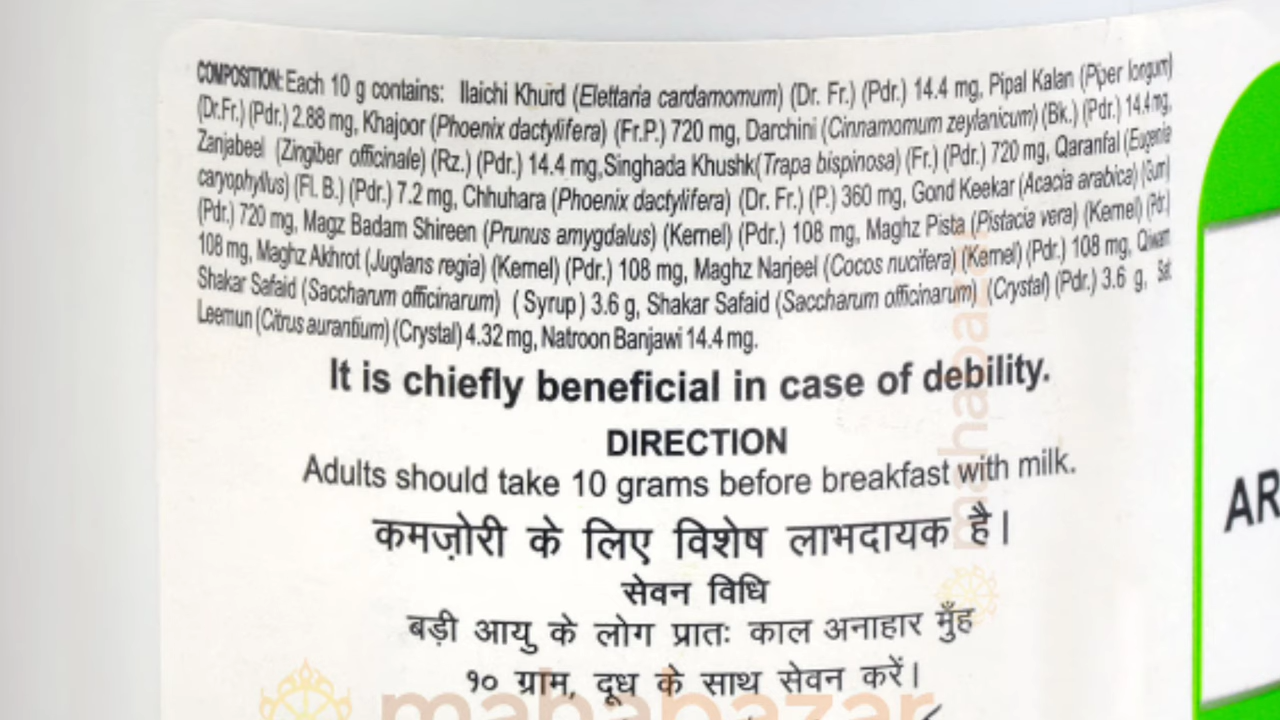 COMPOSITION: Each 10 g contains: Ilaichi Khurd (Elettaria cardamomum) (Dr. Fr.) (Pdr.) 14.4 mg, Pipal Kalan (Piper longum)
(Dr.Fr.) (Pdr.) 2.88 mg, Khajoor (Phoenix dactylifera) (Fr.P.) 720 mg, Darchini (Cinnamomum zeylanicum) (Bk.) (Pdr.) 14.4mg,
Zanjabeel (Zingiber officinale) (Rz.) (Pdr.) 14.4 mg,Singhada Khushk(Trapa bispinosa) (Fr.) (Pdr.) 720 mg, Qaranfal (Eugenia
caryophyllus) (Fl. B.) (Pdr.) 7.2 mg, Chhuhara (Phoenix dactylifera) (Dr. Fr.) (P.) 360 mg, Gond Keekar (Acacia arabica) (Gum)
(Pdr.) 720 mg, Magz Badam Shireen (Prunus amygdalus) (Kernel) (Pdr.) 108 mg, Maghz Pista (Pistacia vera) (Kernel) (Pdr.)
108 mg, Maghz Akhrot (Juglans regia) (Kernel) (Pdr.) 108 mg, Maghz Narjeel (Cocos nucifera) (Kernel) (Pdr.) 108 mg, Qiwam
Shakar Safaid (Saccharum officinarum) (Syrup) 3.6 g, Shakar Safaid (Saccharum officinarum) (Crystal) (Pdr.) 3.6 g, Sat
Leemun (Citrus aurantium) (Crystal) 4.32 mg, Natroon Banjawi 14.4 mg.
It is chiefly beneficial in case of debility.
DIRECTION
Adults should take 10 grams before breakfast with milk.
कमज़ोरी के लिए विशेष लाभदायक है।
सेवन विधि
बड़ी आयु के लोग प्रातः काल अनाहार मुँह
१० ग्राम, दूध के साथ सेवन करें।
mahabazar
mahabazar
AR